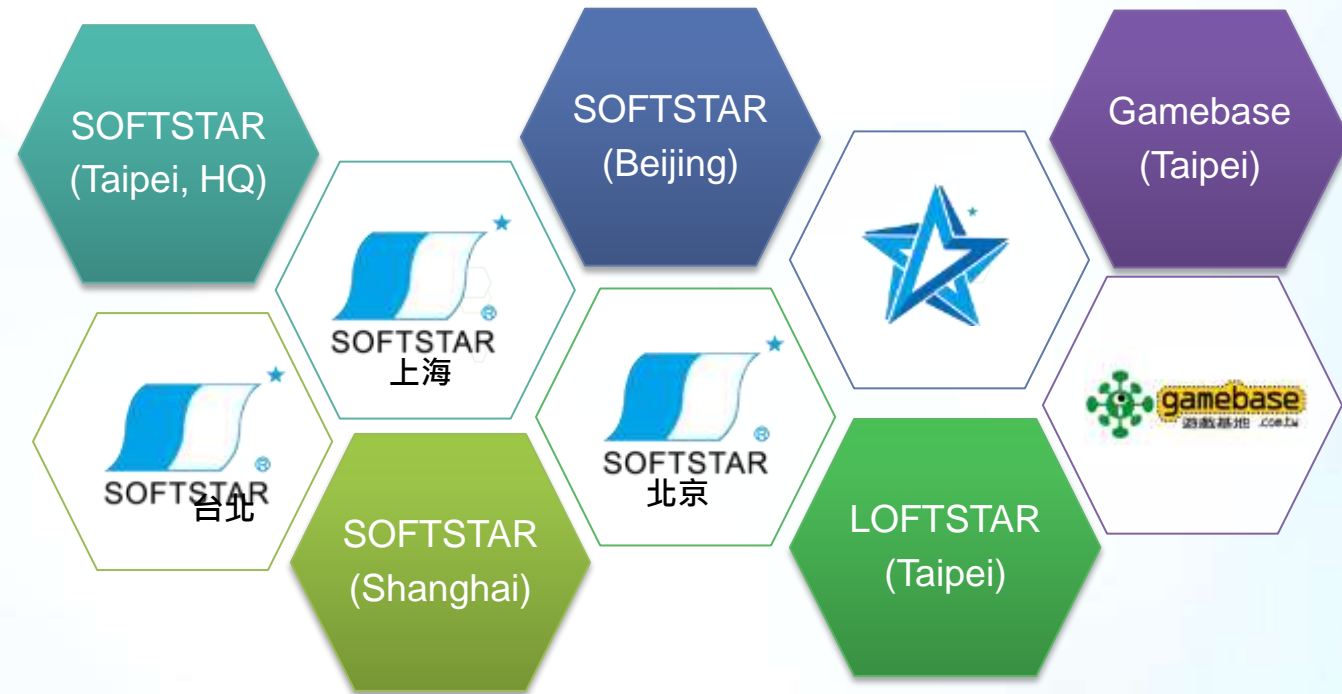 SOFTSTAR
(Taipei, HQ)
SOFTSTAR
(Beijing)
Gamebase
(Taipei)
®
SOFTSTAR
上海
®
SOFTSTAR
台北
®
SOFTSTAR
北京
gamebase
遊戲基地 .com.tw
SOFTSTAR
(Shanghai)
LOFTSTAR
(Taipei)